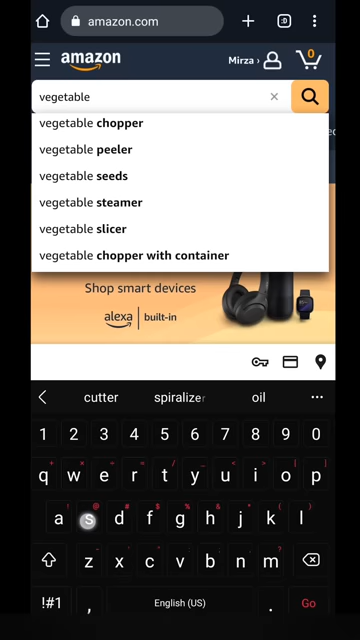 amazon.com
:D
amazon
Mirza ›
0
vegetable
vegetable chopper
vegetable peeler
vegetable seeds
vegetable steamer
vegetable slicer
vegetable chopper with container
Shop smart devices
alexa | built-in
cutter spiralizer oil
1 2 3 4 5 6 7 8 9 0
q w e r t y u i o p
a s d f g h j k l
z x c v b n m
!#1 , English (US) . Go